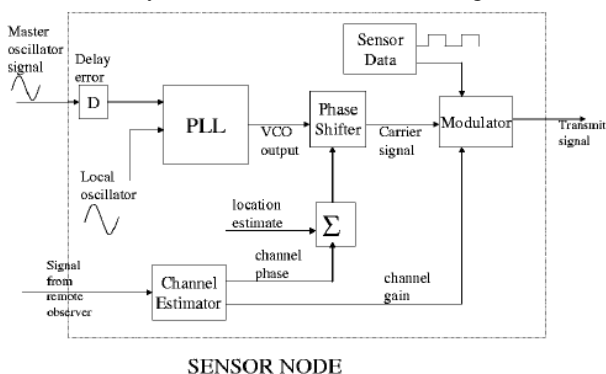 Master
oscillator
signal
Delay
error
D
PLL
Local
oscillator
VCO
output
Phase
Shifter
Carrier
signal
Sensor
Data
Modulator
Transmit
signal
location
estimate
Σ
channel
phase
Signal
from
remote
observer
Channel
Estimator
channel
gain
SENSOR NODE